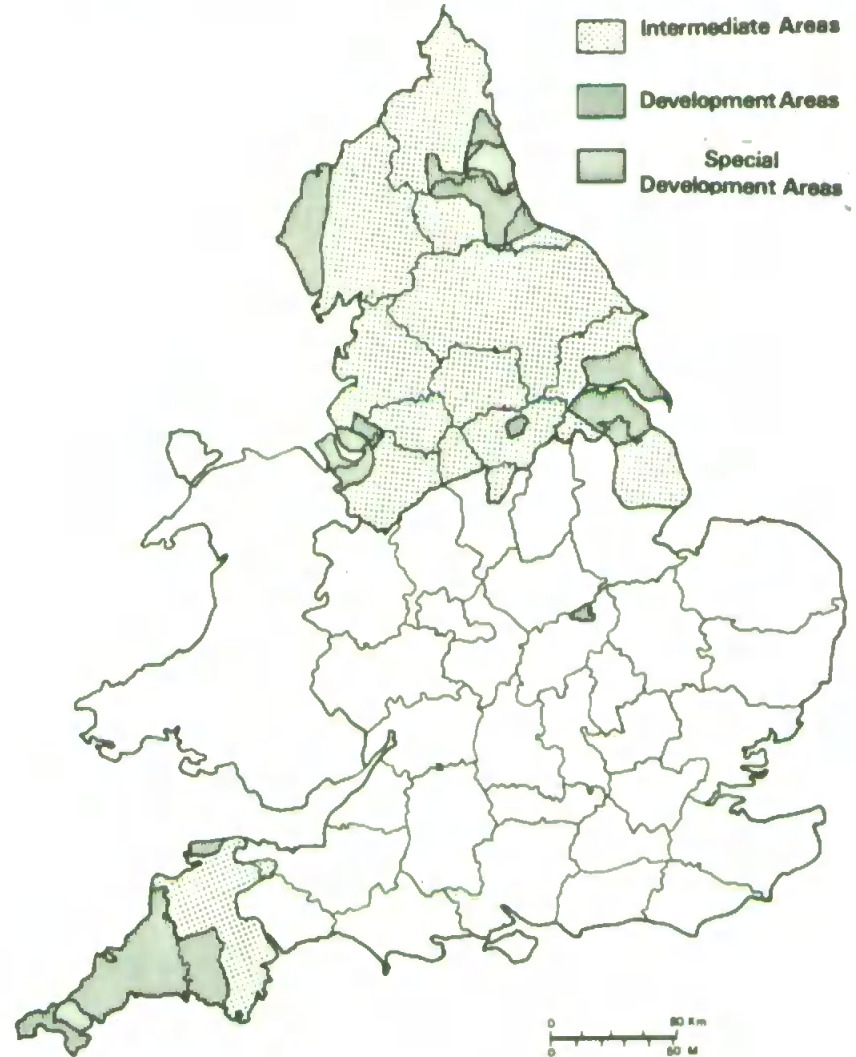 Intermediate Areas
Development Areas
Special
Development Areas
0 80 Km
0 50 M